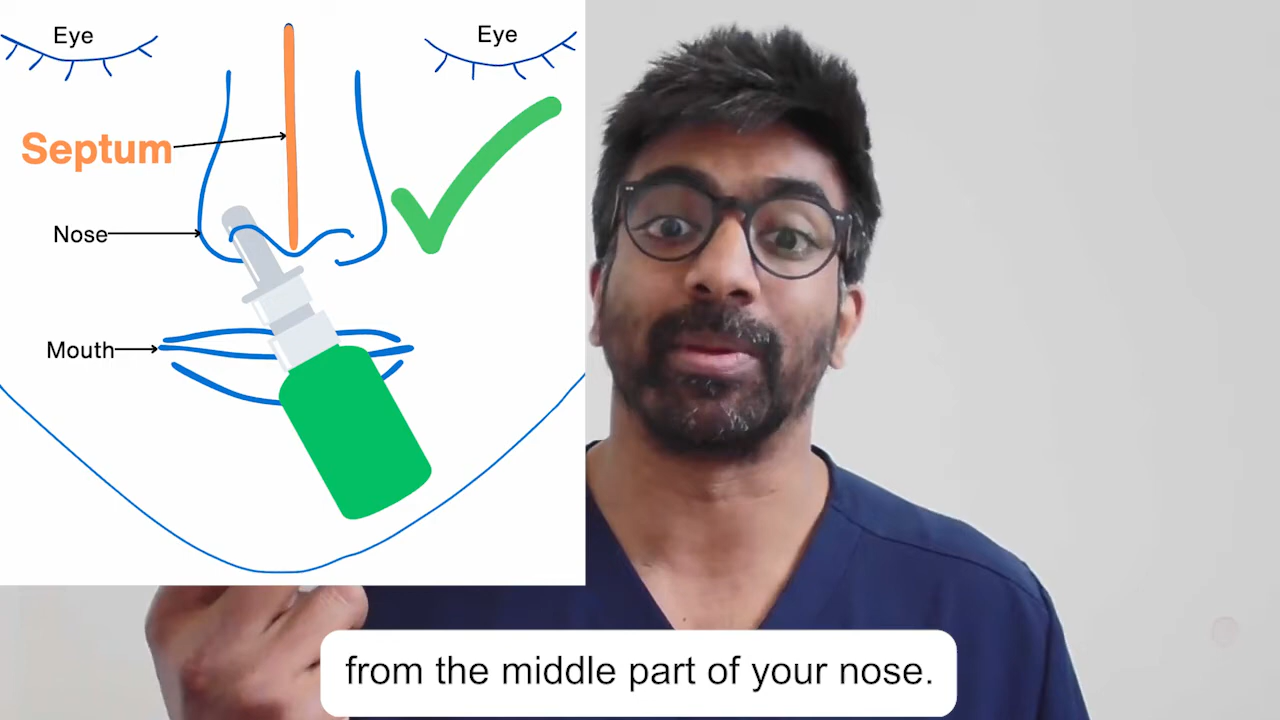 Eye
Eye
Septum
Nose
Mouth
from the middle part of your nose.